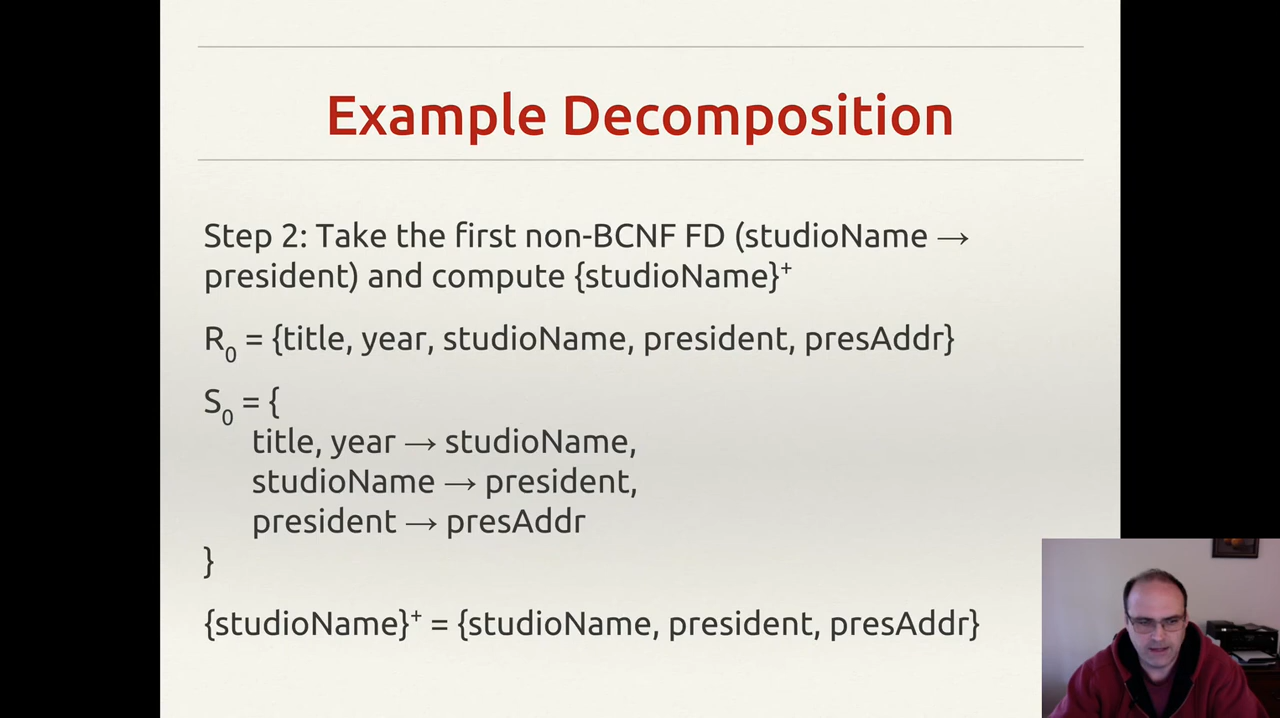 Example Decomposition
Step 2: Take the first non-BCNF FD (studioName →
president) and compute {studioName}⁺
R₀ = {title, year, studioName, president, presAddr}
S₀ = {
title, year → studioName,
studioName → president,
president → presAddr
}
{studioName}⁺ = {studioName, president, presAddr}